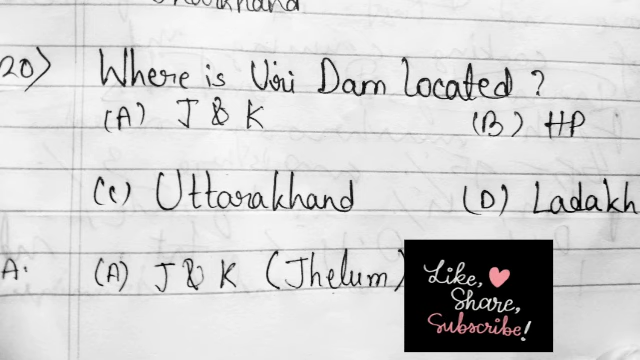 20) Where is Uri Dam located?
(A) J & K (B) HP
(C) Uttarakhand (D) Ladakh
A. (A) J & K (Jhelum)
Like,
Share,
Subscribe!